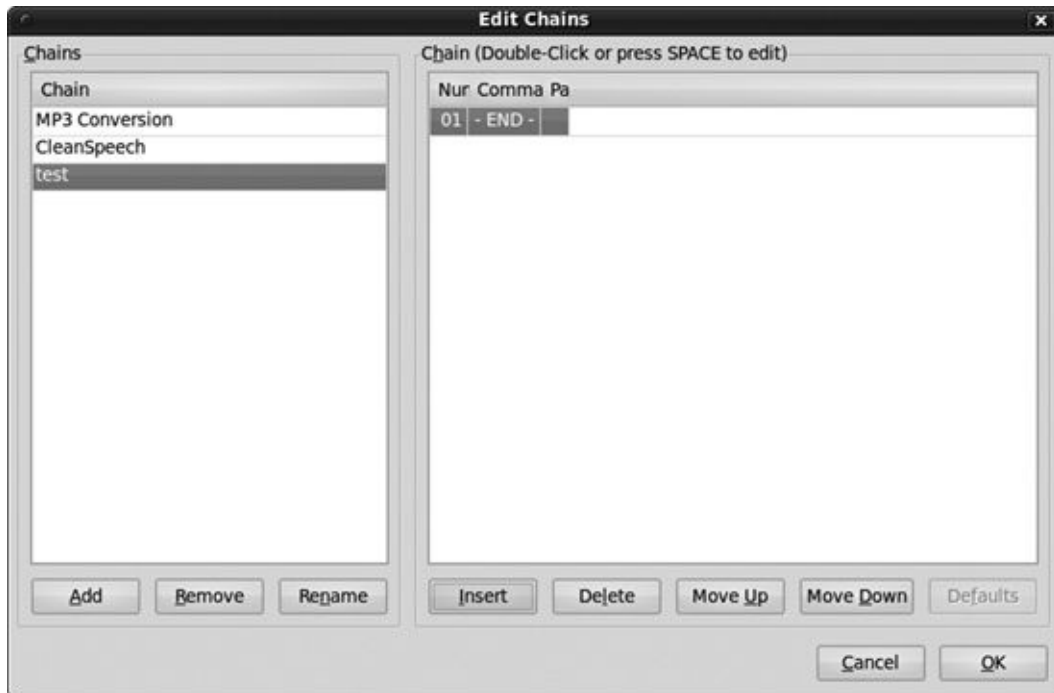 Edit Chains
Chains
Chain
MP3 Conversion
CleanSpeech
test
Add Remove Rename
Chain (Double-Click or press SPACE to edit)
Nur Comma Pa
01 - END -
Insert Delete Move Up Move Down Defaults
Cancel OK